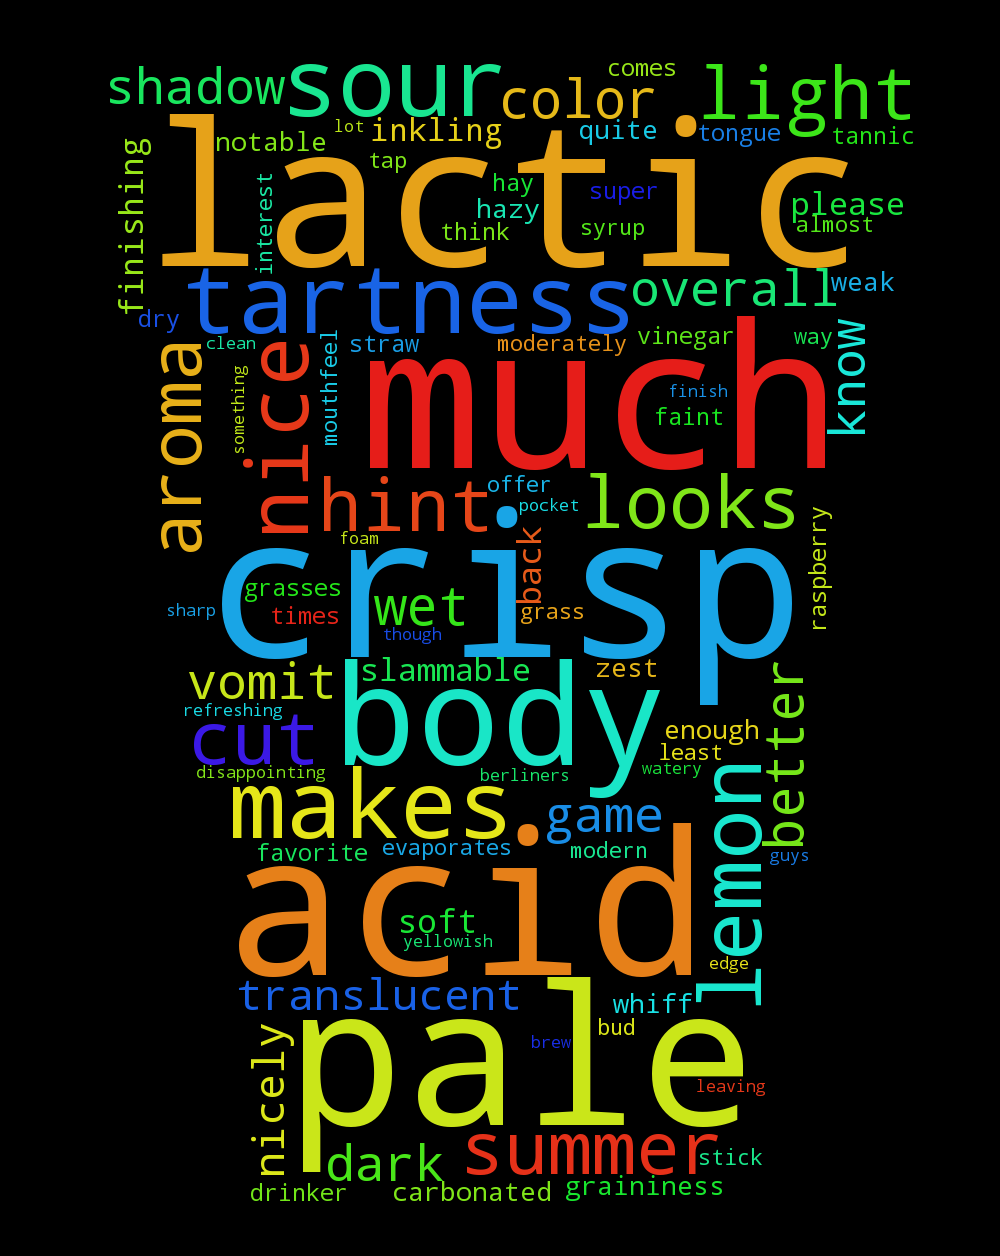 comes
shadow
sour
color
light
lot
inkling
quite
tongue
tannic
notable
tap
lactic
finishing
interest
hay
super
hazy
please
think
syrup
almost
tartness
overall
weak
dry
clean
straw
moderately
vinegar
way
know
aroma
nice
mouthfeel
much
something
finish
faint
hint
offer
looks
pocket
back
raspberry
foam
crisp
grasses
wet
sharp
times
grass
though
vomit
slammable
zest
body
better
refreshing
cut
enough
least
disappointing
berliners
watery
makes
game
lemon
favorite
evaporates
modern
guys
acid
soft
yellowish
edge
translucent
whiff
pale
bud
nicely
brew
leaving
dark
summer
stick
drinker
carbonated
graininess